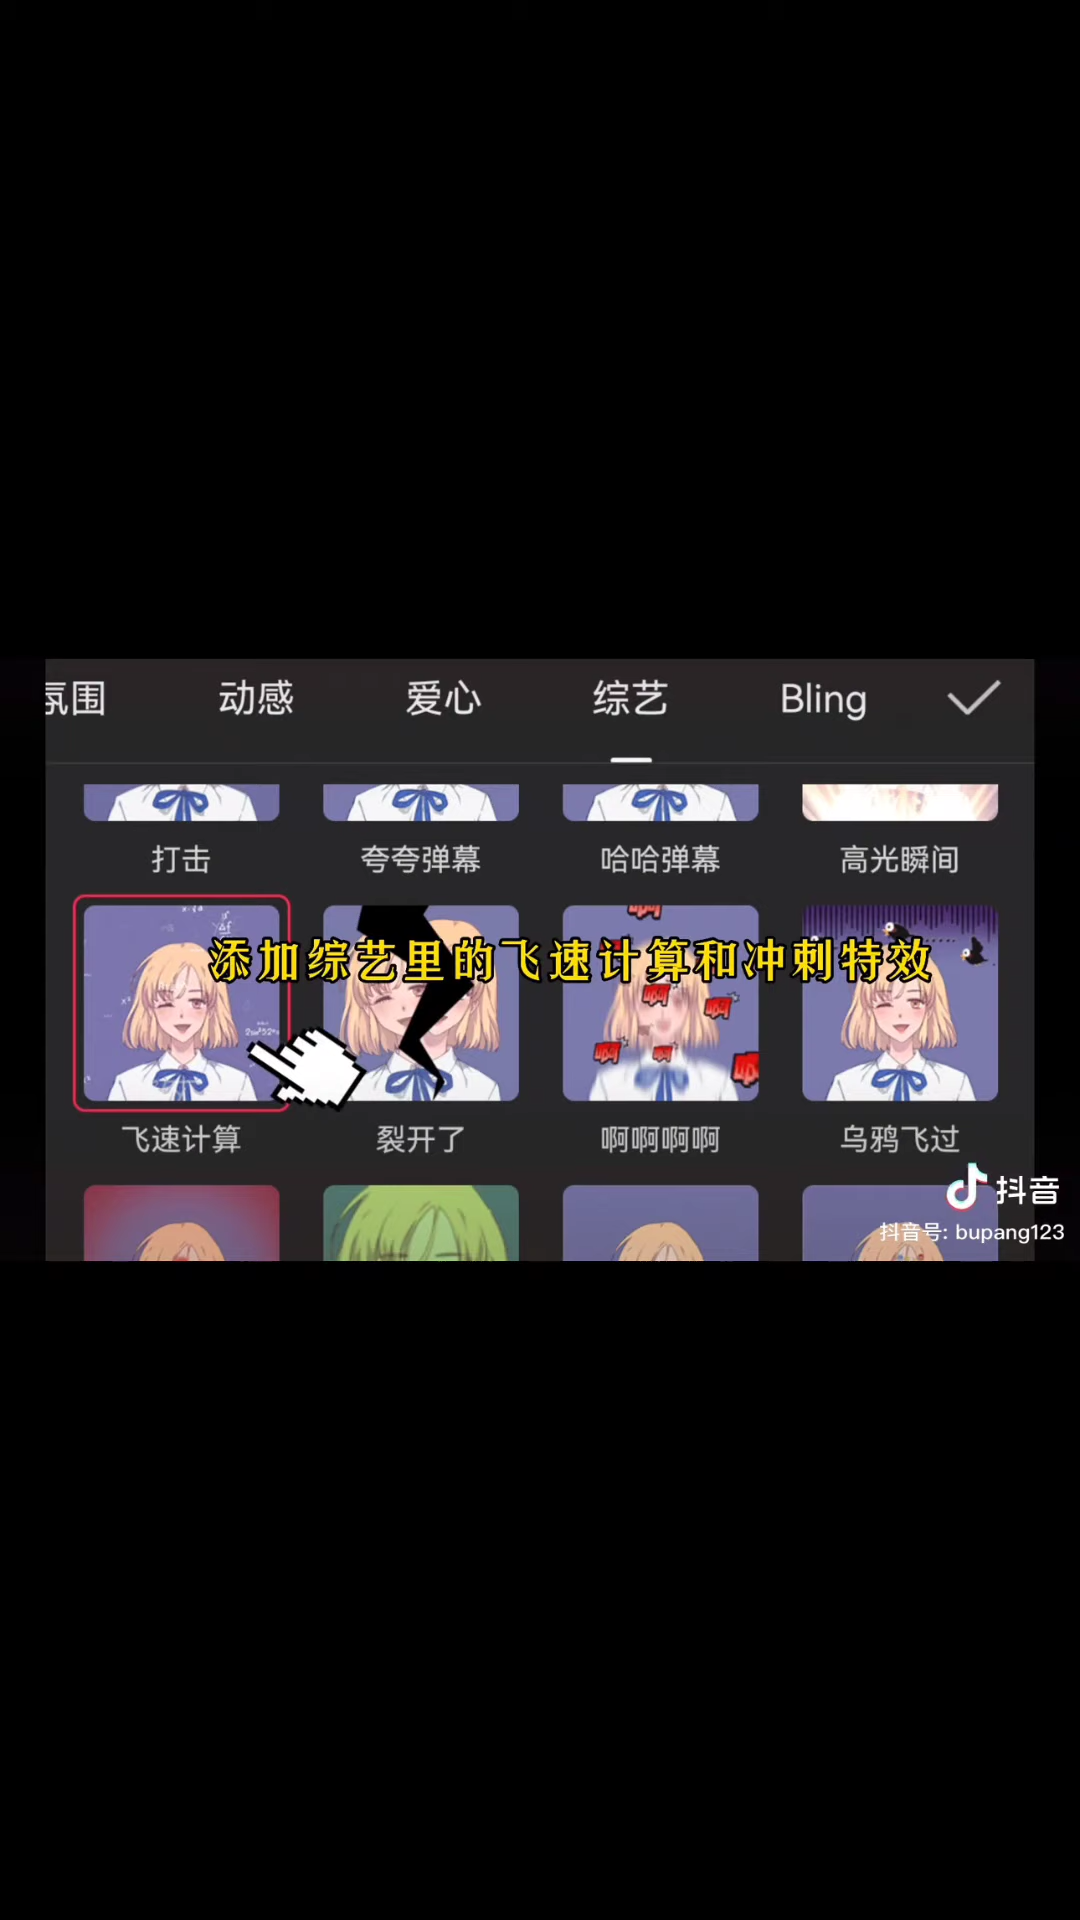 氛围 动感 爱心 综艺 Bling
打击 夸夸弹幕 哈哈弹幕 高光瞬间
添加综艺里的飞速计算和冲刺特效
飞速计算 裂开了 啊啊啊啊 乌鸦飞过
抖音
抖音号: bupang123